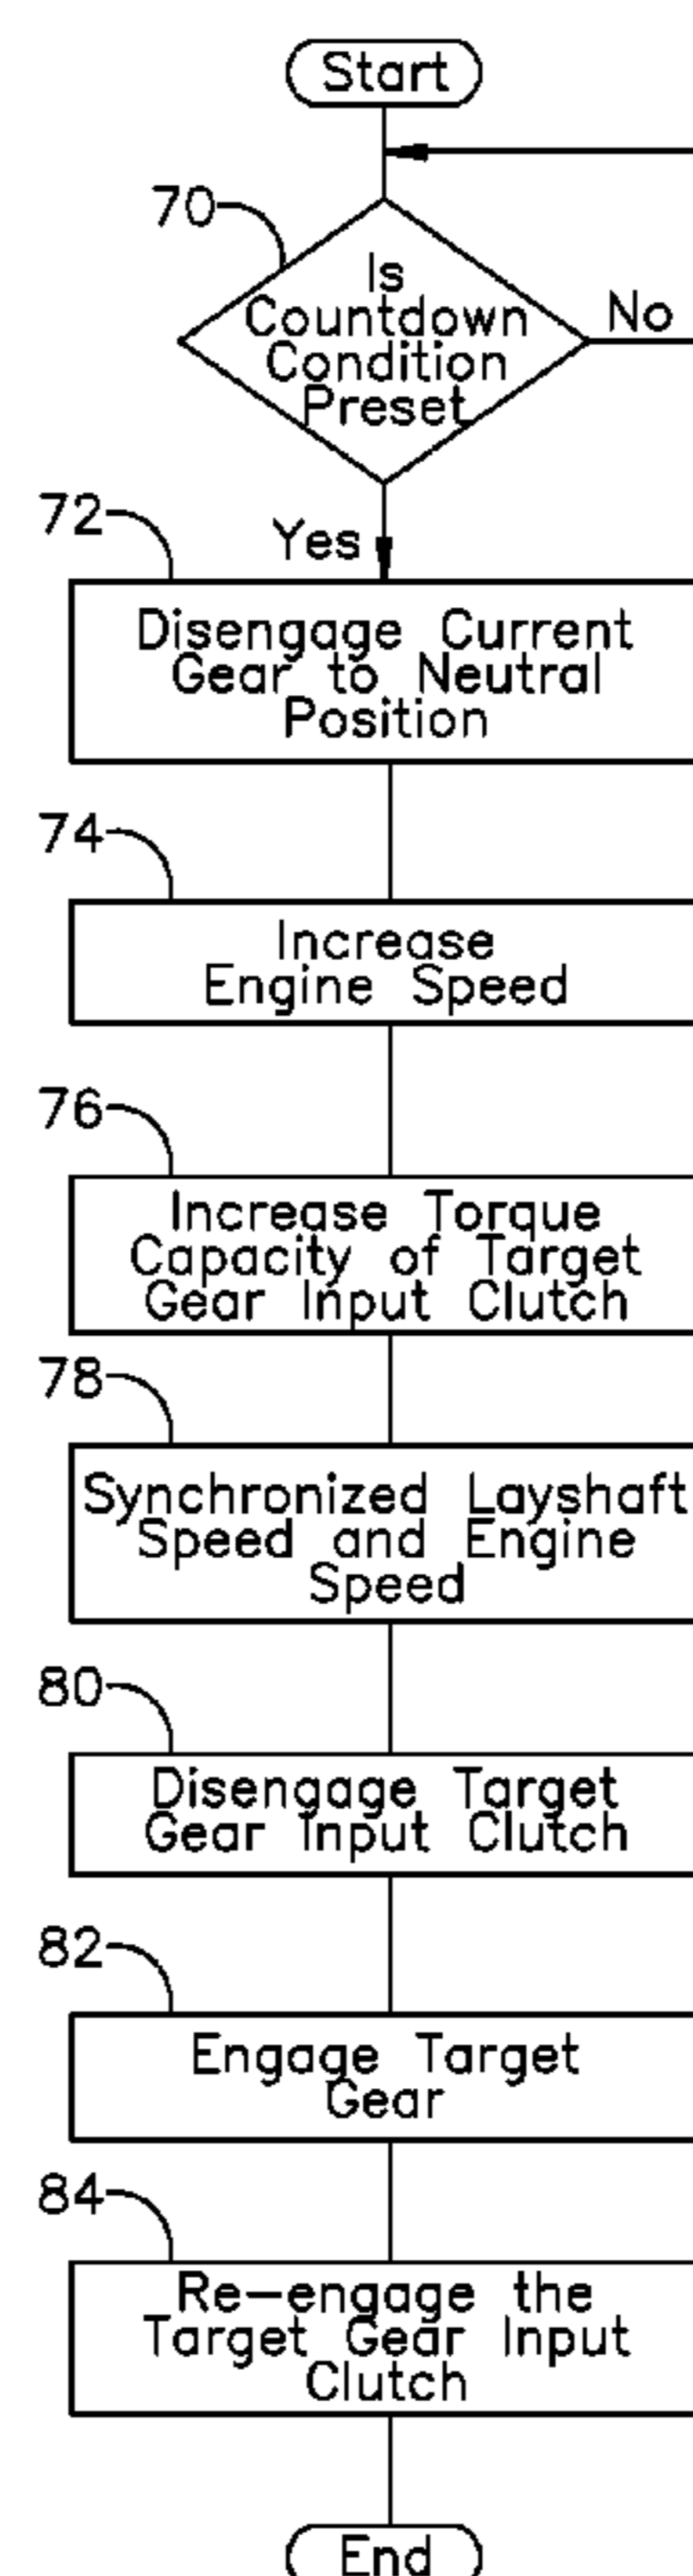 Start
70
Is
Countdown
Condition
Preset
No
Yes
72
Disengage Current
Gear to Neutral
Position
74
Increase
Engine Speed
76
Increase Torque
Capacity of Target
Gear Input Clutch
78
Synchronized Layshaft
Speed and Engine
Speed
80
Disengage Target
Gear Input Clutch
82
Engage Target
Gear
84
Re-engage the
Target Gear Input
Clutch
End